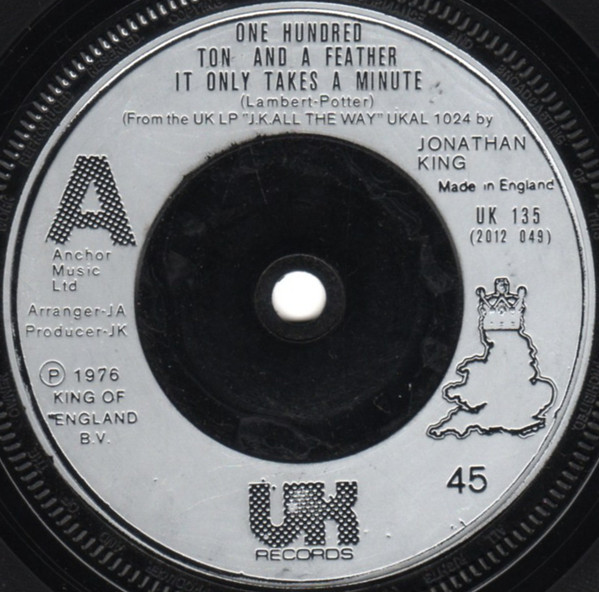 ONE HUNDRED
TON AND A FEATHER
IT ONLY TAKES A MINUTE
(Lambert-Potter)
(From the UK LP "J.K.ALL THE WAY" UKAL 1024 by
JONATHAN
KING
Made in England
UK 135
(2012 049)
A
Anchor
Music
Ltd
Arranger-JA
Producer-JK
Ⓟ 1976
KING OF
ENGLAND
B.V.
45
UK
RECORDS